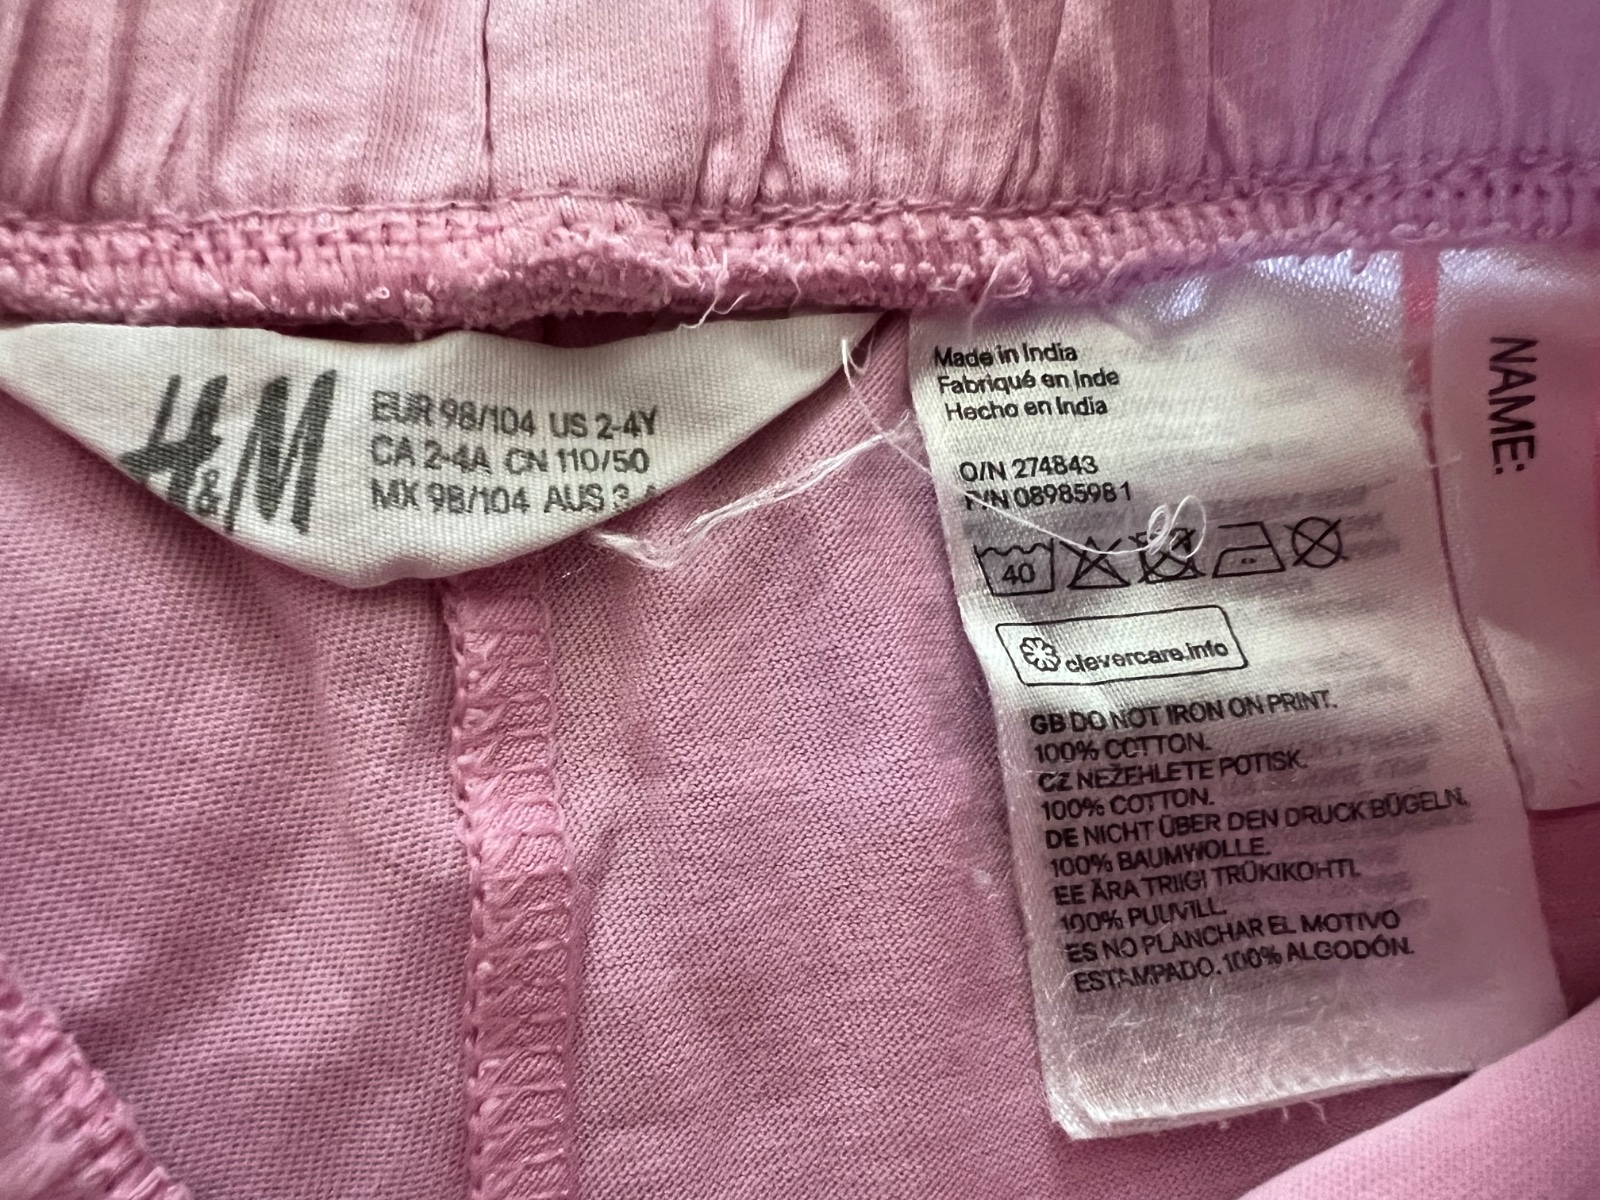 H&M
EUR 98/104 US 2-4Y
CA 2-4A CN 110/50
MX 98/104 AUS 3
Made in India
Fabriqué en Inde
Hecho en India
O/N 274843
P/N 08985981
40
clevercare.info
GB DO NOT IRON ON PRINT.
100% COTTON.
CZ NEŽEHLETE POTISK.
100% COTTON.
DE NICHT ÜBER DEN DRUCK BÜGELN.
100% BAUMWOLLE.
EE ÄRA TRIIGI TRÜKIKOHTI.
100% PUUVILL.
ES NO PLANCHAR EL MOTIVO
ESTAMPADO. 100% ALGODÓN.
NAME: